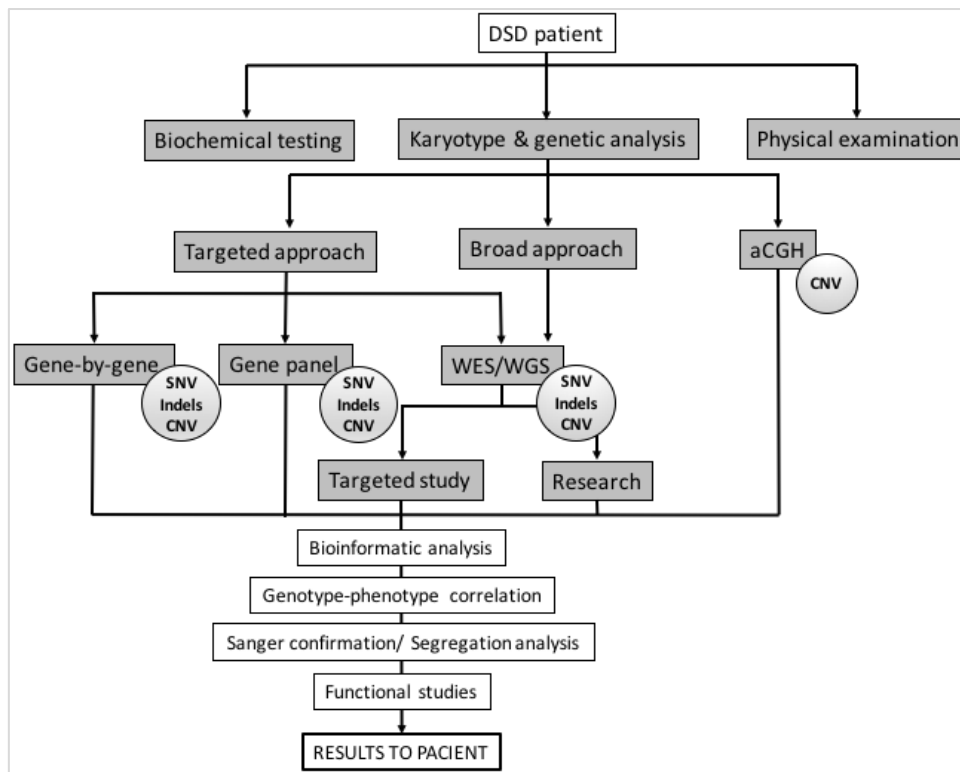 DSD patient
Biochemical testing
Karyotype & genetic analysis
Physical examination
Targeted approach
Broad approach
aCGH
CNV
Gene-by-gene
SNV
Indels
CNV
Gene panel
SNV
Indels
CNV
WES/WGS
SNV
Indels
CNV
Targeted study
Research
Bioinformatic analysis
Genotype-phenotype correlation
Sanger confirmation/ Segregation analysis
Functional studies
RESULTS TO PACIENT